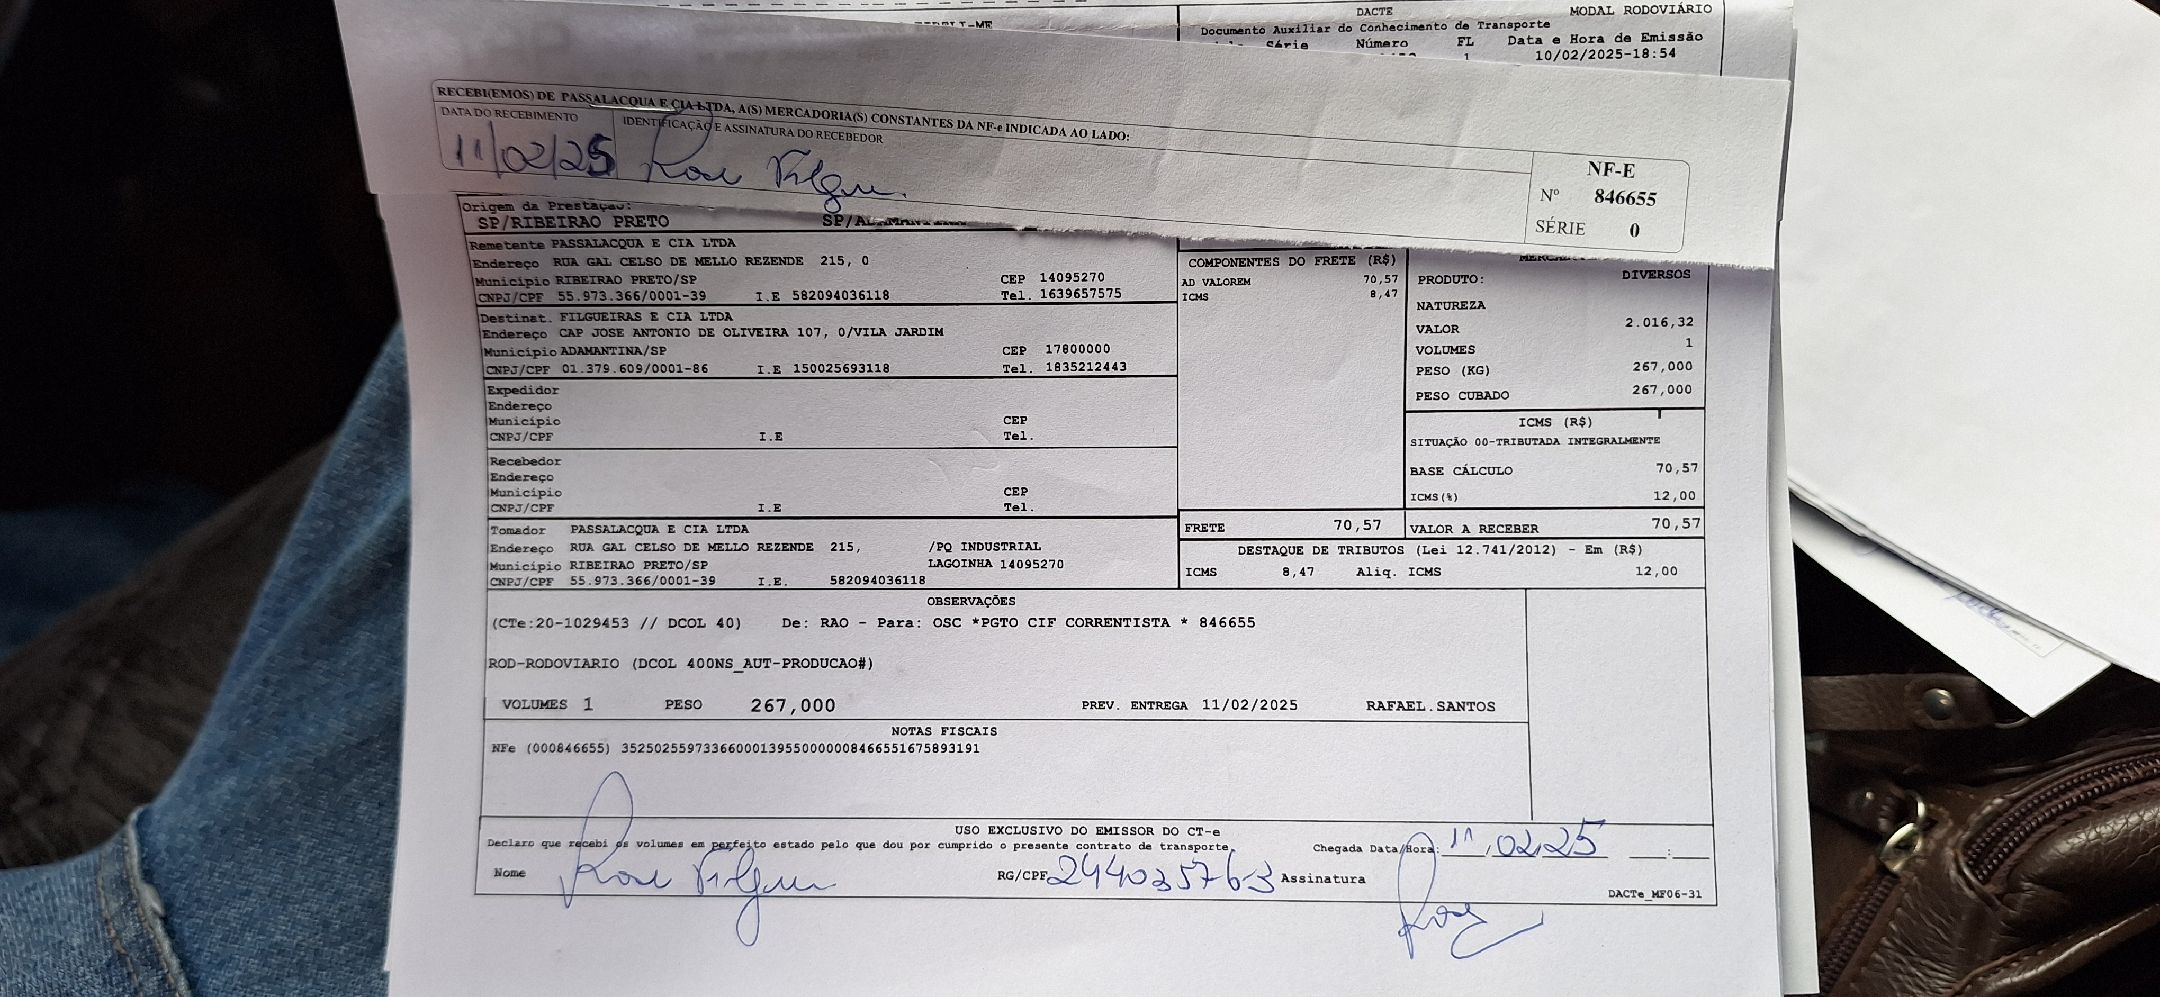 DACTE
MODAL RODOVIÁRIO
Documento Auxiliar do Conhecimento de Transporte
Série Número FL Data e Hora de Emissão
1 10/02/2025-18:54
RECEBI(EMOS) DE PASSALACQUA E CIA LTDA, A(S) MERCADORIA(S) CONSTANTES DA NF-e INDICADA AO LADO:
DATA DO RECEBIMENTO IDENTIFICAÇÃO E ASSINATURA DO RECEBEDOR
11/02/25
NF-E
Nº 846655
SÉRIE 0
Origem da Prestação:
SP/RIBEIRAO PRETO
Remetente PASSALACQUA E CIA LTDA
Endereço RUA GAL CELSO DE MELLO REZENDE 215, 0
Município RIBEIRAO PRETO/SP CEP 14095270
CNPJ/CPF 55.973.366/0001-39 I.E 582094036118 Tel. 1639657575
Destinat. FILGUEIRAS E CIA LTDA
Endereço CAP JOSE ANTONIO DE OLIVEIRA 107, 0/VILA JARDIM
Município ADAMANTINA/SP CEP 17800000
CNPJ/CPF 01.379.609/0001-86 I.E 150025693118 Tel. 1835212443
Expedidor
Endereço
Município CEP
CNPJ/CPF I.E Tel.
Recebedor
Endereço
Município CEP
CNPJ/CPF I.E Tel.
Tomador PASSALACQUA E CIA LTDA
Endereço RUA GAL CELSO DE MELLO REZENDE 215, /PQ INDUSTRIAL
Município RIBEIRAO PRETO/SP LAGOINHA 14095270
CNPJ/CPF 55.973.366/0001-39 I.E. 582094036118
COMPONENTES DO FRETE (R$)
AD VALOREM 70,57
ICMS 8,47
PRODUTO: DIVERSOS
NATUREZA
VALOR 2.016,32
VOLUMES 1
PESO (KG) 267,000
PESO CUBADO 267,000
ICMS (R$)
SITUAÇÃO 00-TRIBUTADA INTEGRALMENTE
BASE CÁLCULO 70,57
ICMS(%) 12,00
FRETE 70,57 VALOR A RECEBER 70,57
DESTAQUE DE TRIBUTOS (Lei 12.741/2012) - Em (R$)
ICMS 8,47 Aliq. ICMS 12,00
OBSERVAÇÕES
(CTe:20-1029453 // DCOL 40) De: RAO - Para: OSC *PGTO CIF CORRENTISTA * 846655
ROD-RODOVIARIO (DCOL 400NS_AUT-PRODUCAO#)
VOLUMES 1 PESO 267,000 PREV. ENTREGA 11/02/2025 RAFAEL.SANTOS
NOTAS FISCAIS
NFe (000846655) 35250255973366000139550000008466551675893191
USO EXCLUSIVO DO EMISSOR DO CT-e
Declaro que recebi os volumes em perfeito estado pelo que dou por cumprido o presente contrato de transporte.
Chegada Data/Hora: 11.02.25 __:__
Nome RG/CPF 24403576-3 Assinatura
DACTe_MF06-31